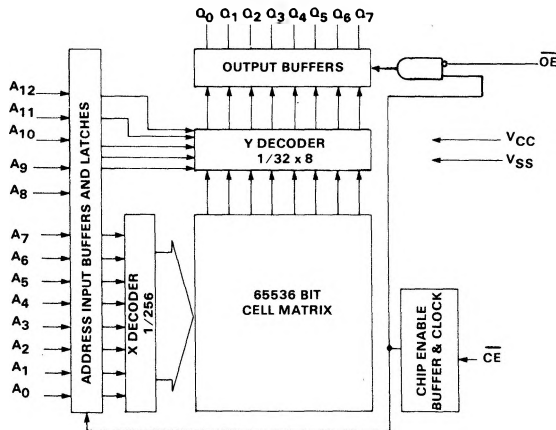 Q0 Q1 Q2 Q3 Q4 Q5 Q6 Q7
OUTPUT BUFFERS
OE
A12
A11
A10
A9
A8
A7
A6
A5
A4
A3
A2
A1
A0
ADDRESS INPUT BUFFERS AND LATCHES
Y DECODER
1/32 x 8
VCC
VSS
X DECODER
1/256
65536 BIT
CELL MATRIX
CHIP ENABLE
BUFFER & CLOCK
CE